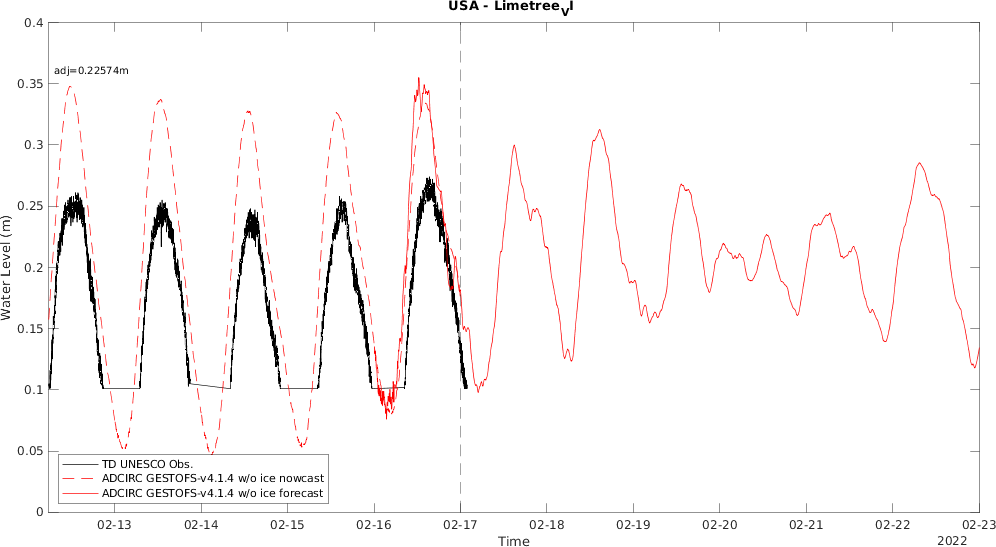 USA - Limetree_VI
adj=0.22574m
Water Level (m)
0.4
0.35
0.3
0.25
0.2
0.15
0.1
0.05
0
TD UNESCO Obs.
ADCIRC GESTOFS-v4.1.4 w/o ice nowcast
ADCIRC GESTOFS-v4.1.4 w/o ice forecast
02-13 02-14 02-15 02-16 02-17 02-18 02-19 02-20 02-21 02-22 02-23
Time
2022